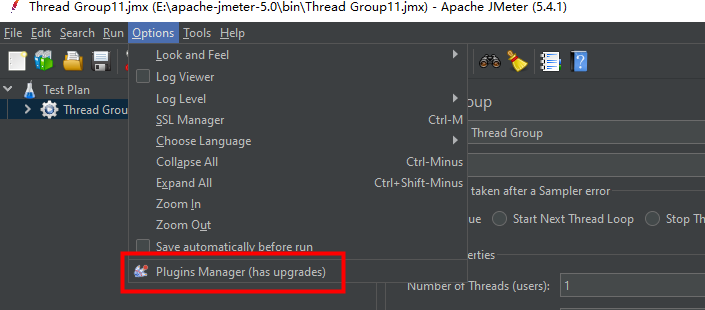 Thread Group11.jmx (E:\apache-jmeter-5.0\bin\Thread Group11.jmx) - Apache JMeter (5.4.1)
File Edit Search Run Options Tools Help
Look and Feel
Log Viewer
Log Level
SSL Manager Ctrl-M
Choose Language
Collapse All Ctrl-Minus
Expand All Ctrl+Shift-Minus
Zoom In
Zoom Out
Save automatically before run
Plugins Manager (has upgrades)
Test Plan
Thread Grou
oup
Thread Group
taken after a Sampler error
ue Start Next Thread Loop Stop Th
perties
Number of Threads (users): 1